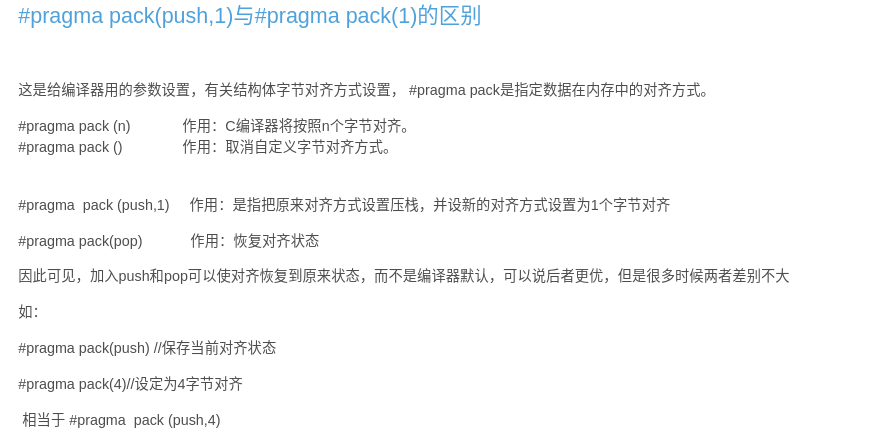 #pragma pack(push,1)与#pragma pack(1)的区别
这是给编译器用的参数设置，有关结构体字节对齐方式设置， #pragma pack是指定数据在内存中的对齐方式。
#pragma pack (n) 作用：C编译器将按照n个字节对齐。
#pragma pack () 作用：取消自定义字节对齐方式。
#pragma  pack (push,1) 作用：是指把原来对齐方式设置压栈，并设新的对齐方式设置为1个字节对齐
#pragma pack(pop) 作用：恢复对齐状态
因此可见，加入push和pop可以使对齐恢复到原来状态，而不是编译器默认，可以说后者更优，但是很多时候两者差别不大
如：
#pragma pack(push) //保存当前对齐状态
#pragma pack(4)//设定为4字节对齐
相当于 #pragma  pack (push,4)